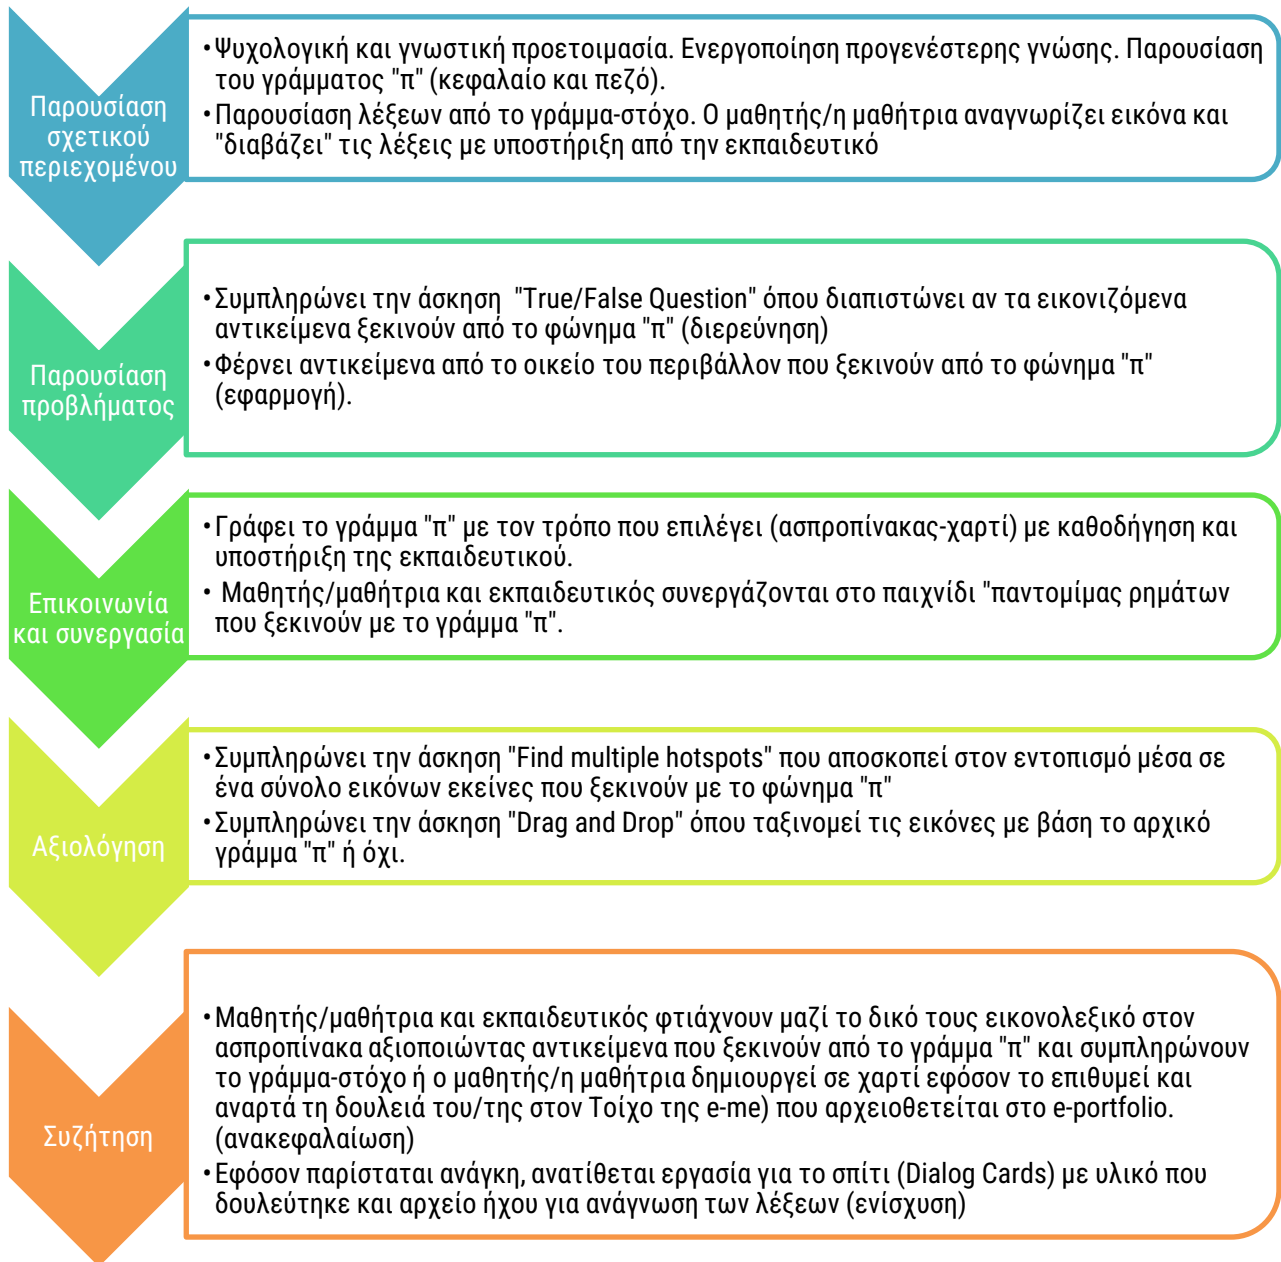 Παρουσίαση
σχετικού
περιεχομένου
•Ψυχολογική και γνωστική προετοιμασία. Ενεργοποίηση προγενέστερης γνώσης. Παρουσίαση
του γράμματος "π" (κεφαλαίο και πεζό).
•Παρουσίαση λέξεων από το γράμμα-στόχο. Ο μαθητής/η μαθήτρια αναγνωρίζει εικόνα και
"διαβάζει" τις λέξεις με υποστήριξη από την εκπαιδευτικό
Παρουσίαση
προβλήματος
•Συμπληρώνει την άσκηση "True/False Question" όπου διαπιστώνει αν τα εικονιζόμενα
αντικείμενα ξεκινούν από το φώνημα "π" (διερεύνηση)
•Φέρνει αντικείμενα από το οικείο του περιβάλλον που ξεκινούν από το φώνημα "π"
(εφαρμογή).
Επικοινωνία
και συνεργασία
•Γράφει το γράμμα "π" με τον τρόπο που επιλέγει (ασπροπίνακας-χαρτί) με καθοδήγηση και
υποστήριξη της εκπαιδευτικού.
• Μαθητής/μαθήτρια και εκπαιδευτικός συνεργάζονται στο παιχνίδι "παντομίμας ρημάτων
που ξεκινούν με το γράμμα "π".
Αξιολόγηση
•Συμπληρώνει την άσκηση "Find multiple hotspots" που αποσκοπεί στον εντοπισμό μέσα σε
ένα σύνολο εικόνων εκείνες που ξεκινούν με το φώνημα "π"
•Συμπληρώνει την άσκηση "Drag and Drop" όπου ταξινομεί τις εικόνες με βάση το αρχικό
γράμμα "π" ή όχι.
Συζήτηση
•Μαθητής/μαθήτρια και εκπαιδευτικός φτιάχνουν μαζί το δικό τους εικονολεξικό στον
ασπροπίνακα αξιοποιώντας αντικείμενα που ξεκινούν από το γράμμα "π" και συμπληρώνουν
το γράμμα-στόχο ή ο μαθητής/η μαθήτρια δημιουργεί σε χαρτί εφόσον το επιθυμεί και
αναρτά τη δουλειά του/της στον Τοίχο της e-me) που αρχειοθετείται στο e-portfolio.
(ανακεφαλαίωση)
•Εφόσον παρίσταται ανάγκη, ανατίθεται εργασία για το σπίτι (Dialog Cards) με υλικό που
δουλεύτηκε και αρχείο ήχου για ανάγνωση των λέξεων (ενίσχυση)